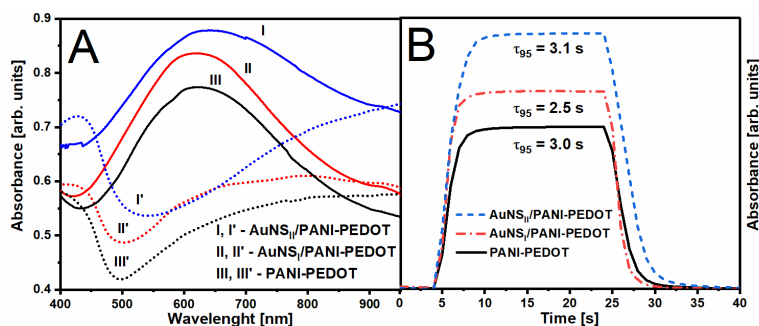 A
Absorbance [arb. units]
0.9
0.8
0.7
0.6
0.5
0.4
I
II
III
I'
II'
III'
I, I' - AuNS_II/PANI-PEDOT
II, II' - AuNS_I/PANI-PEDOT
III, III' - PANI-PEDOT
400 500 600 700 800 900
Wavelenght [nm]
B
τ95 = 3.1 s
τ95 = 2.5 s
τ95 = 3.0 s
AuNS_II/PANI-PEDOT
AuNS_I/PANI-PEDOT
PANI-PEDOT
0 5 10 15 20 25 30 35 40
Time [s]
Absorbance [arb. units]